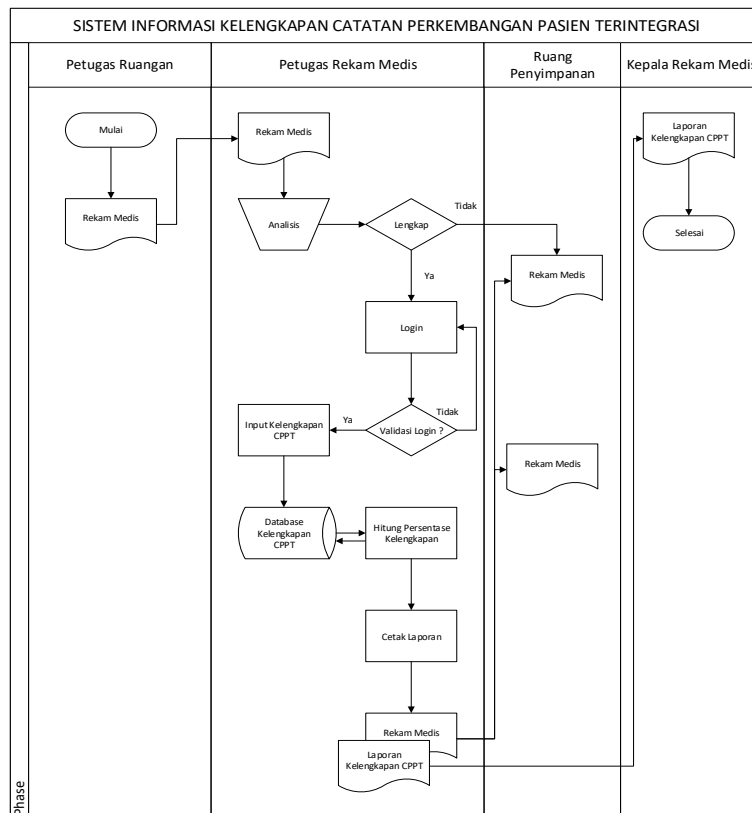 SISTEM INFORMASI KELENGKAPAN CATATAN PERKEMBANGAN PASIEN TERINTEGRASI
Petugas Ruangan
Petugas Rekam Medis
Ruang
Penyimpanan
Kepala Rekam Medis
Mulai
Rekam Medis
Rekam Medis
Analisis
Lengkap
Tidak
Ya
Rekam Medis
Login
Validasi Login ?
Tidak
Ya
Input Kelengkapan
CPPT
Rekam Medis
Database
Kelengkapan
CPPT
Hitung Persentase
Kelengkapan
Cetak Laporan
Rekam Medis
Laporan
Kelengkapan CPPT
Laporan
Kelengkapan CPPT
Selesai
Phase